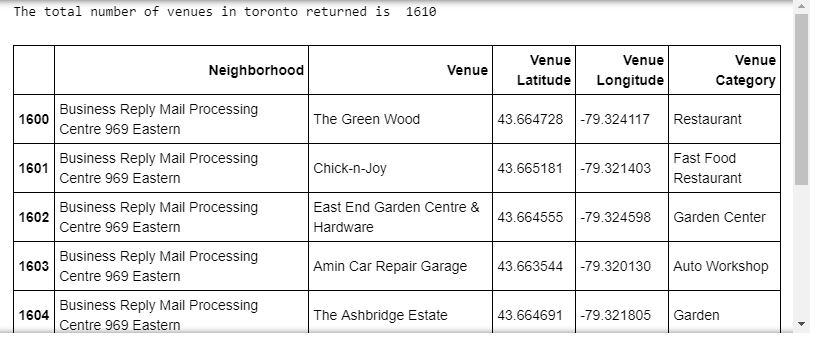 The total number of venues in toronto returned is  1610
Neighborhood Venue Venue Latitude Venue Longitude Venue Category
1600 Business Reply Mail Processing Centre 969 Eastern The Green Wood 43.664728 -79.324117 Restaurant
1601 Business Reply Mail Processing Centre 969 Eastern Chick-n-Joy 43.665181 -79.321403 Fast Food Restaurant
1602 Business Reply Mail Processing Centre 969 Eastern East End Garden Centre & Hardware 43.664555 -79.324598 Garden Center
1603 Business Reply Mail Processing Centre 969 Eastern Amin Car Repair Garage 43.663544 -79.320130 Auto Workshop
1604 Business Reply Mail Processing Centre 969 Eastern The Ashbridge Estate 43.664691 -79.321805 Garden